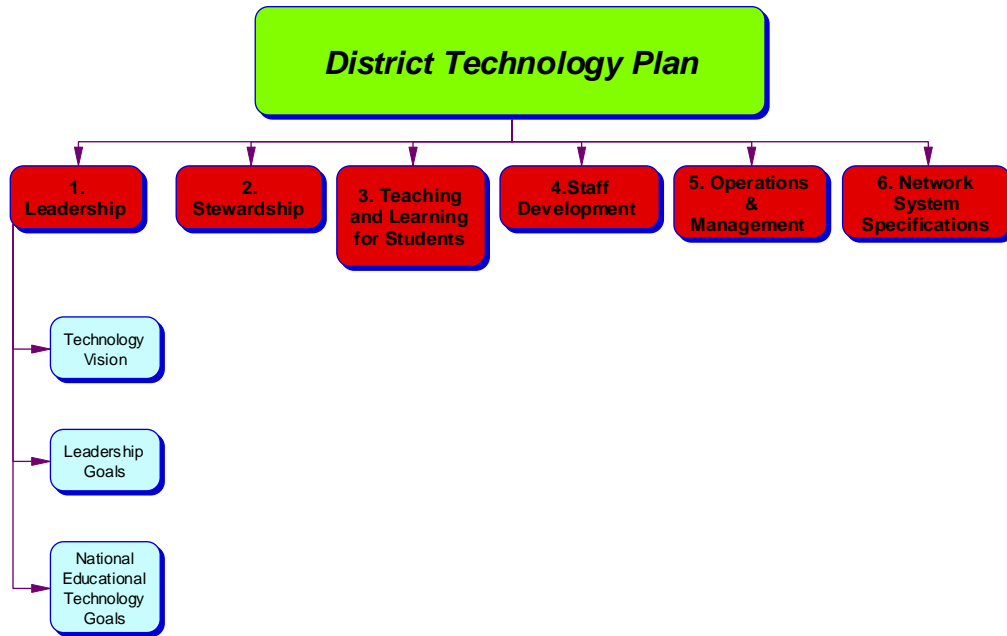 District Technology Plan
1.
Leadership
2.
Stewardship
3. Teaching
and Learning
for Students
4.Staff
Development
5. Operations
&
Management
6. Network
System
Specifications
Technology
Vision
Leadership
Goals
National
Educational
Technology
Goals